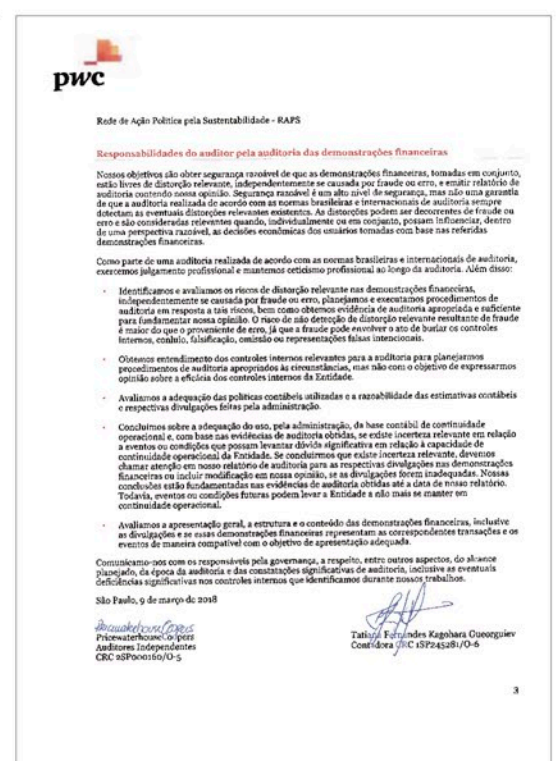 pwc
Rede de Ação Política pela Sustentabilidade - RAPS
Responsabilidades do auditor pela auditoria das demonstrações financeiras
Nossos objetivos são obter segurança razoável de que as demonstrações financeiras, tomadas em conjunto,
estão livres de distorção relevante, independentemente se causada por fraude ou erro, e emitir relatório de
auditoria contendo nossa opinião. Segurança razoável é um alto nível de segurança, mas não uma garantia
de que a auditoria realizada de acordo com as normas brasileiras e internacionais de auditoria sempre
detectam as eventuais distorções relevantes existentes. As distorções podem ser decorrentes de fraude ou
erro e são consideradas relevantes quando, individualmente ou em conjunto, possam influenciar, dentro
de uma perspectiva razoável, as decisões econômicas dos usuários tomadas com base nas referidas
demonstrações financeiras.
Como parte de uma auditoria realizada de acordo com as normas brasileiras e internacionais de auditoria,
exercemos julgamento profissional e mantemos ceticismo profissional ao longo da auditoria. Além disso:
· Identificamos e avaliamos os riscos de distorção relevante nas demonstrações financeiras,
independentemente se causada por fraude ou erro, planejamos e executamos procedimentos de
auditoria em resposta a tais riscos, bem como obtemos evidência de auditoria apropriada e suficiente
para fundamentar nossa opinião. O risco de não detecção de distorção relevante resultante de fraude
é maior do que o proveniente de erro, já que a fraude pode envolver o ato de burlar os controles
internos, conluio, falsificação, omissão ou representações falsas intencionais.
· Obtemos entendimento dos controles internos relevantes para a auditoria para planejarmos
procedimentos de auditoria apropriados às circunstâncias, mas não com o objetivo de expressarmos
opinião sobre a eficácia dos controles internos da Entidade.
· Avaliamos a adequação das políticas contábeis utilizadas e a razoabilidade das estimativas contábeis
e respectivas divulgações feitas pela administração.
· Concluímos sobre a adequação do uso, pela administração, da base contábil de continuidade
operacional e, com base nas evidências de auditoria obtidas, se existe incerteza relevante em relação
a eventos ou condições que possam levantar dúvida significativa em relação à capacidade de
continuidade operacional da Entidade. Se concluirmos que existe incerteza relevante, devemos
chamar atenção em nosso relatório de auditoria para as respectivas divulgações nas demonstrações
financeiras ou incluir modificação em nossa opinião, se as divulgações forem inadequadas. Nossas
conclusões estão fundamentadas nas evidências de auditoria obtidas até a data de nosso relatório.
Todavia, eventos ou condições futuras podem levar a Entidade a não mais se manter em
continuidade operacional.
· Avaliamos a apresentação geral, a estrutura e o conteúdo das demonstrações financeiras, inclusive
as divulgações e se essas demonstrações financeiras representam as correspondentes transações e os
eventos de maneira compatível com o objetivo de apresentação adequada.
Comunicamo-nos com os responsáveis pela governança, a respeito, entre outros aspectos, do alcance
planejado, da época da auditoria e das constatações significativas de auditoria, inclusive as eventuais
deficiências significativas nos controles internos que identificamos durante nossos trabalhos.
São Paulo, 9 de março de 2018
PricewaterhouseCoopers
PricewaterhouseCoopers
Auditores Independentes
CRC 2SP000160/O-5
Tatiana Fernandes Kagohara Gueorguiev
Contadora CRC 1SP245281/O-6
3